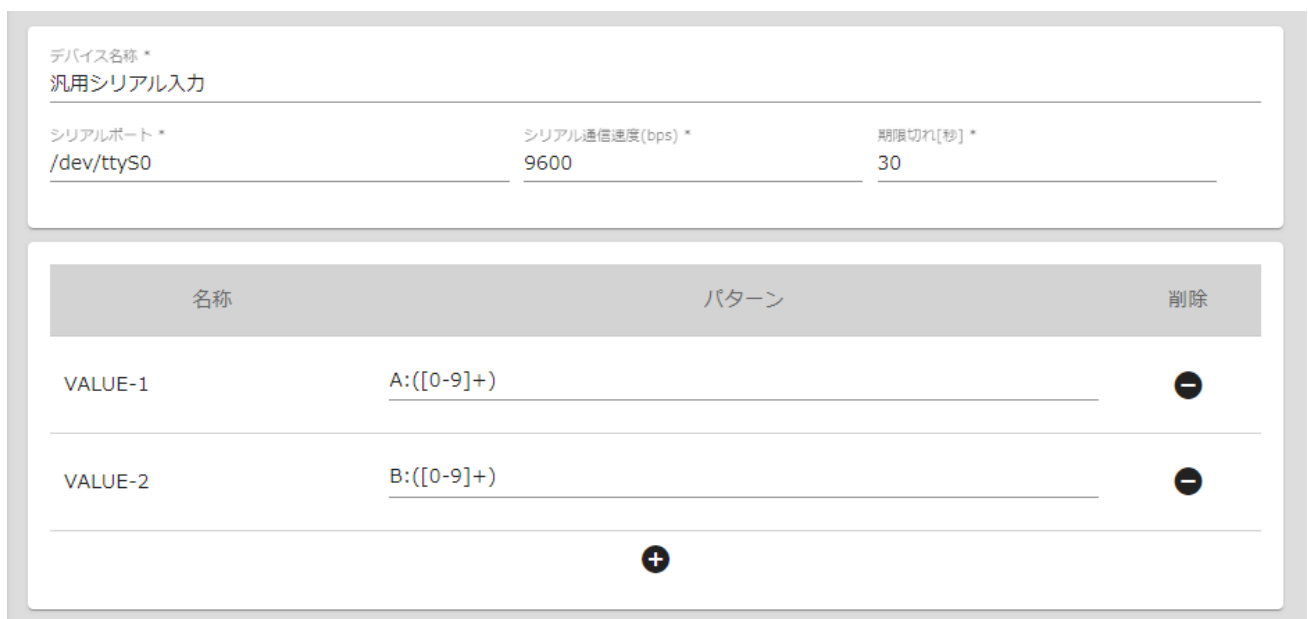 デバイス名称 *
汎用シリアル入力
シリアルポート * シリアル通信速度(bps) * 期限切れ[秒] *
/dev/ttyS0 9600 30
名称 パターン 削除
VALUE-1 A:([0-9]+)
VALUE-2 B:([0-9]+)